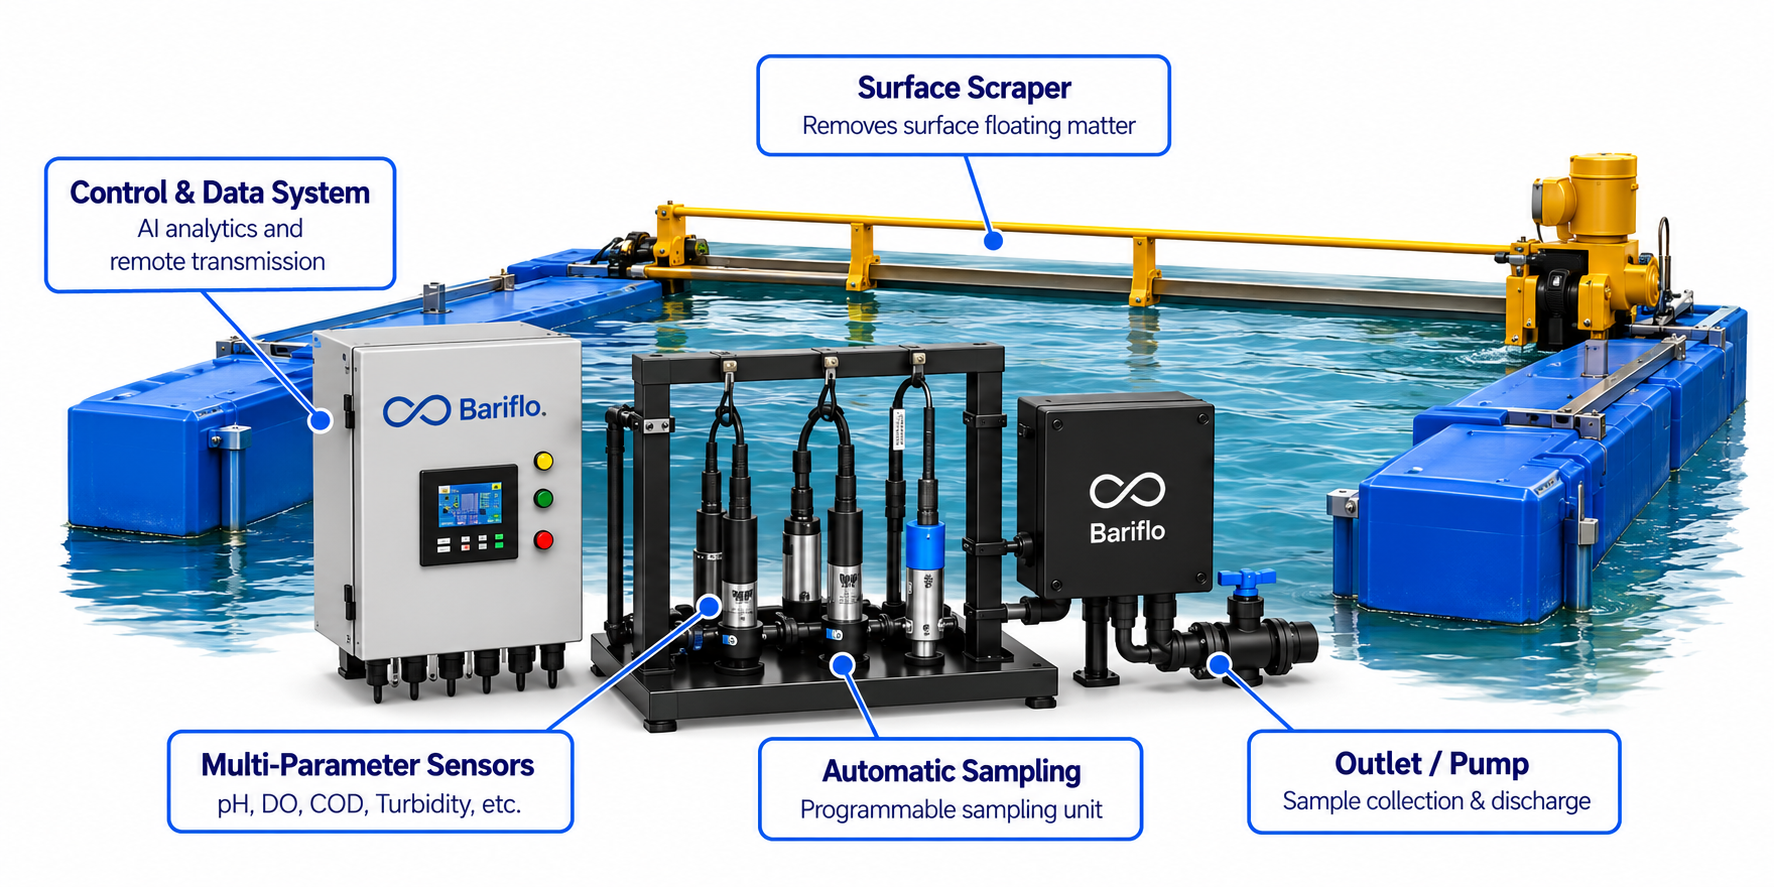 Surface Scraper
Removes surface floating matter
Control & Data System
AI analytics and
remote transmission
Bariflo.
Bariflo
Multi-Parameter Sensors
pH, DO, COD, Turbidity, etc.
Automatic Sampling
Programmable sampling unit
Outlet / Pump
Sample collection & discharge